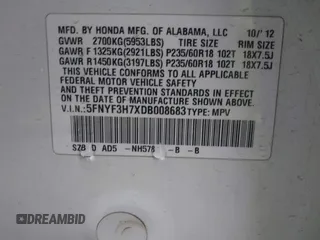 MFD. BY HONDA MFG. OF ALABAMA, LLC 10/'12
GVWR 2700KG(5953LBS) TIRE SIZE RIM SIZE
GAWR F 1325KG(2921LBS) P235/60R18 102T 18X7.5J
GAWR R1450KG(3197LBS) P235/60R18 102T 18X7.5J
THIS VEHICLE CONFORMS TO ALL APPLICABLE
FEDERAL MOTOR VEHICLE SAFETY AND
THEFT PREVENTION STANDARDS IN EFFECT ON
THE DATE OF MANUFACTURE SHOWN ABOVE.
V.I.N.: 5FNYF3H7XDB008683 TYPE: MPV
SZB D AD5 -NH578 -B -B
DREAMBID